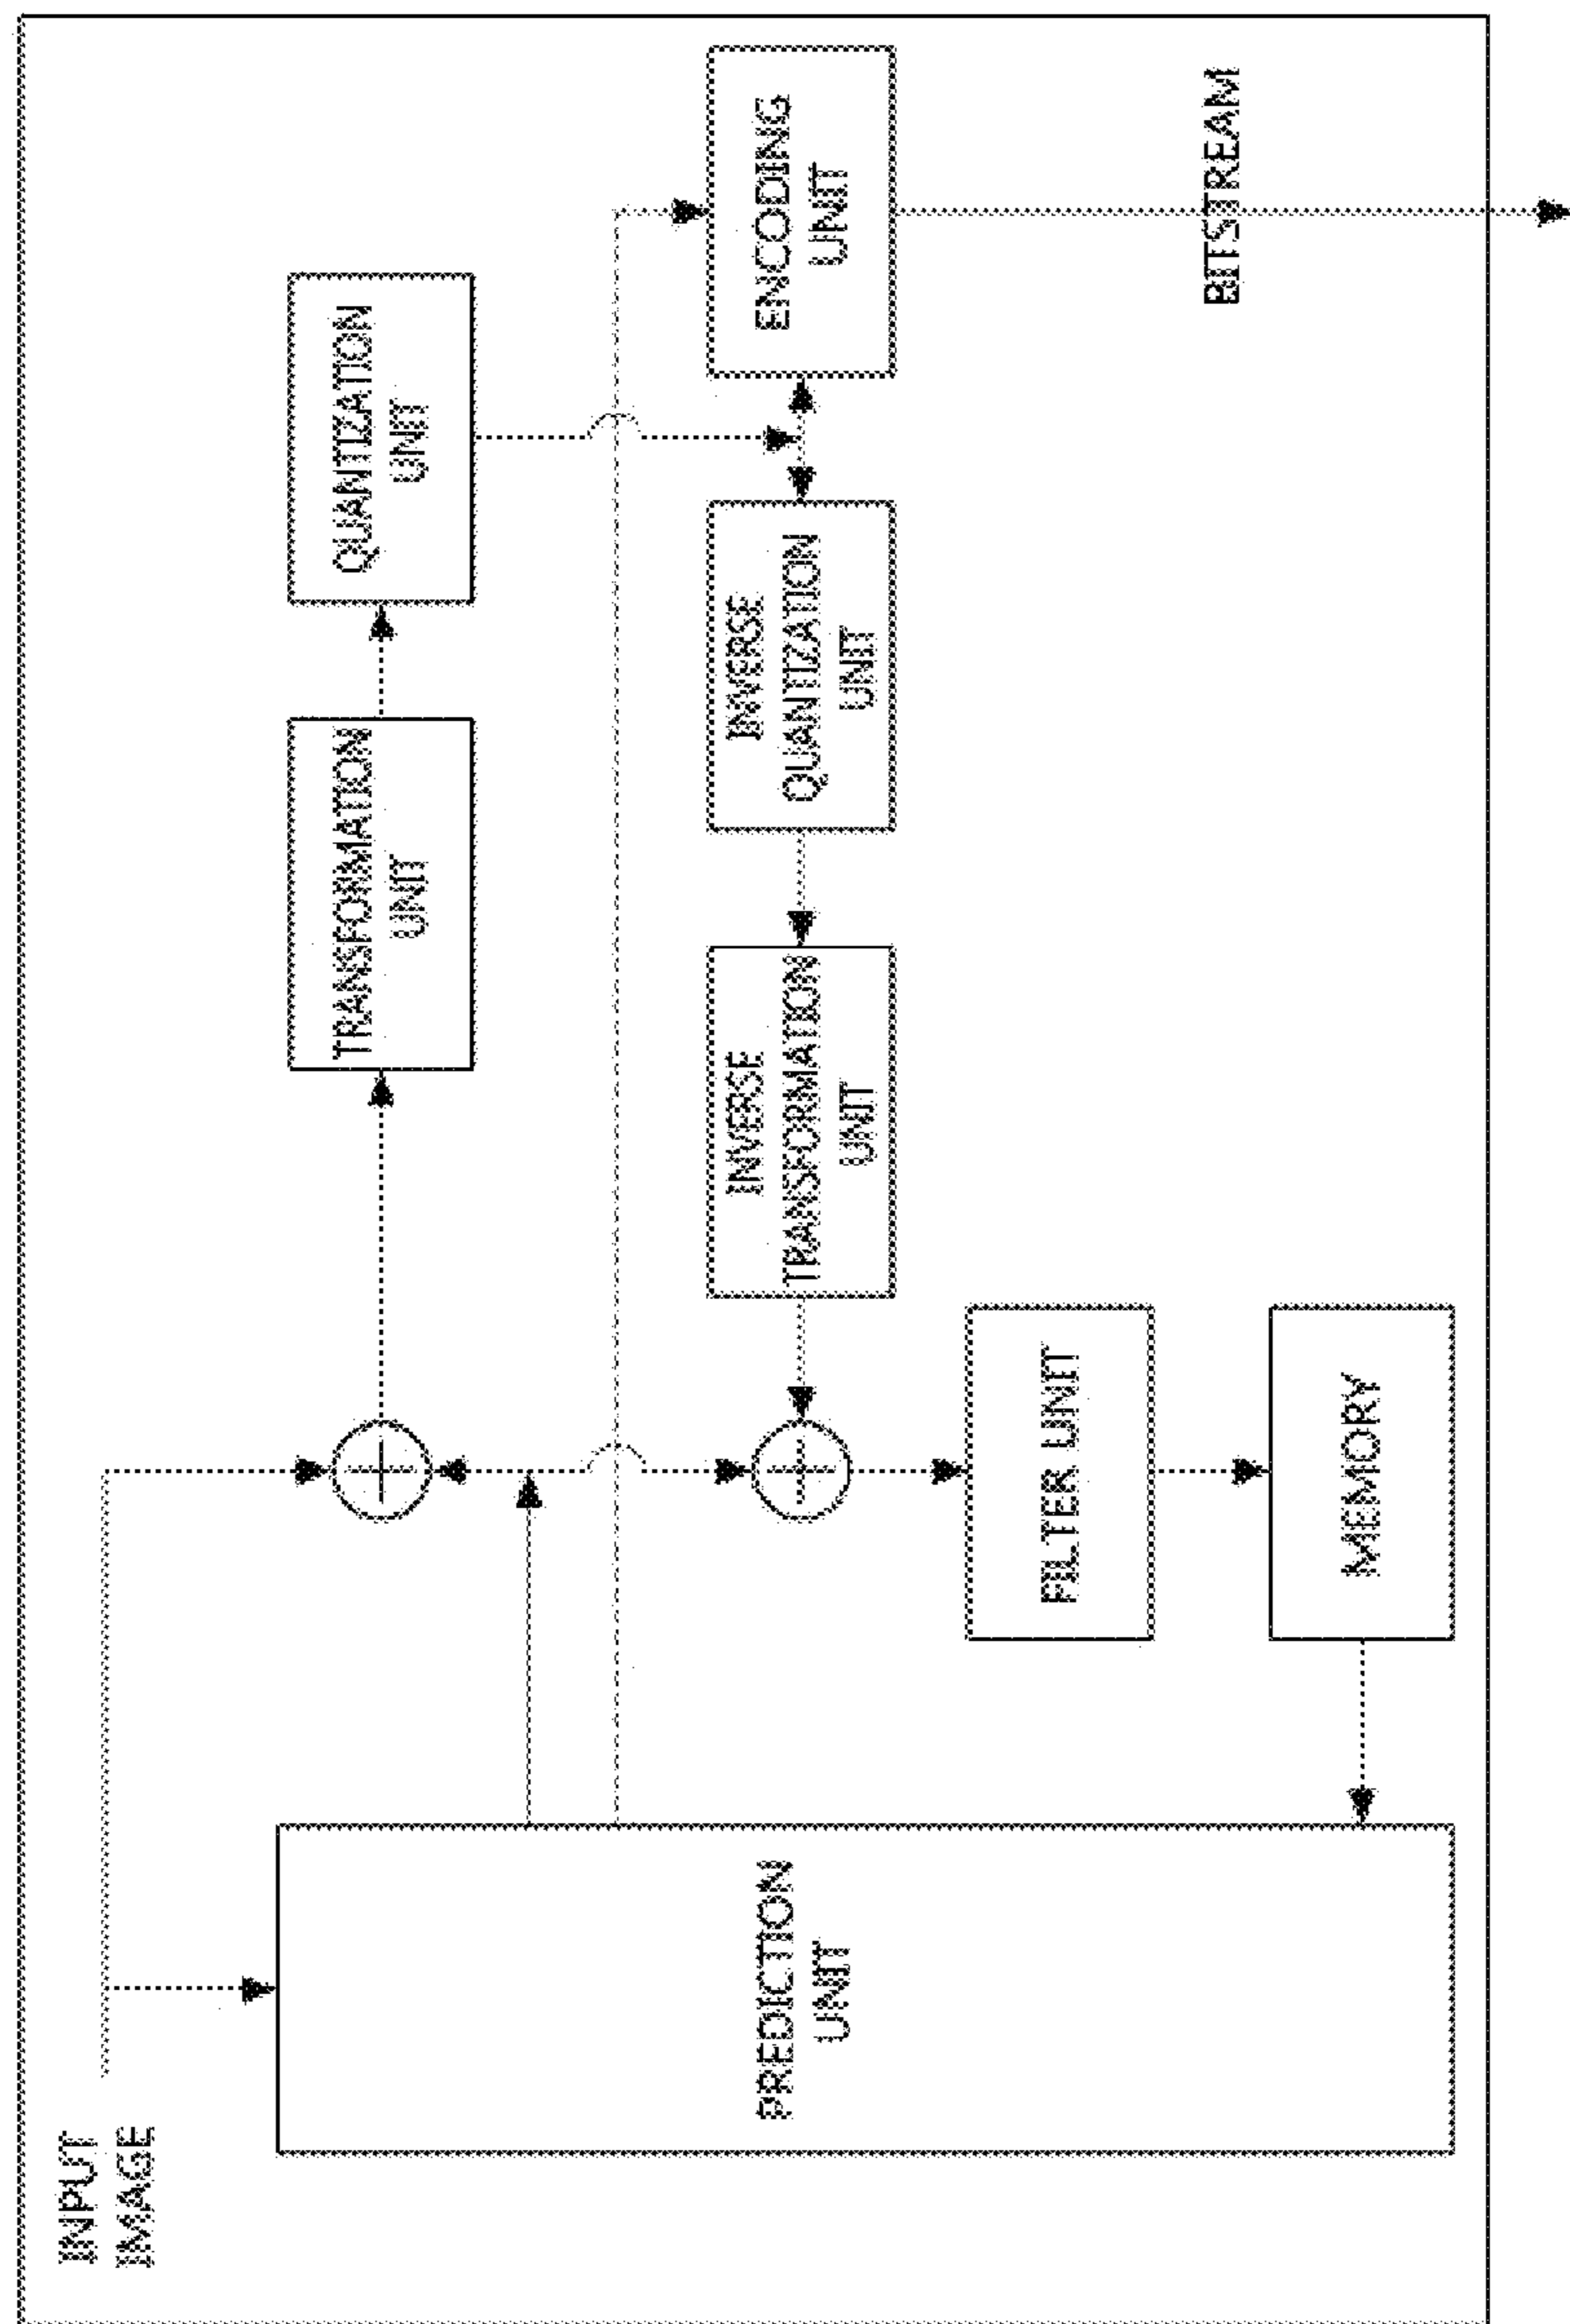 INPUT
IMAGE
TRANSFORMATION
UNIT
QUANTIZATION
UNIT
PREDICTION
UNIT
INVERSE
TRANSFORMATION
UNIT
INVERSE
QUANTIZATION
UNIT
ENCODING
UNIT
FILTER UNIT
MEMORY
BITSTREAM